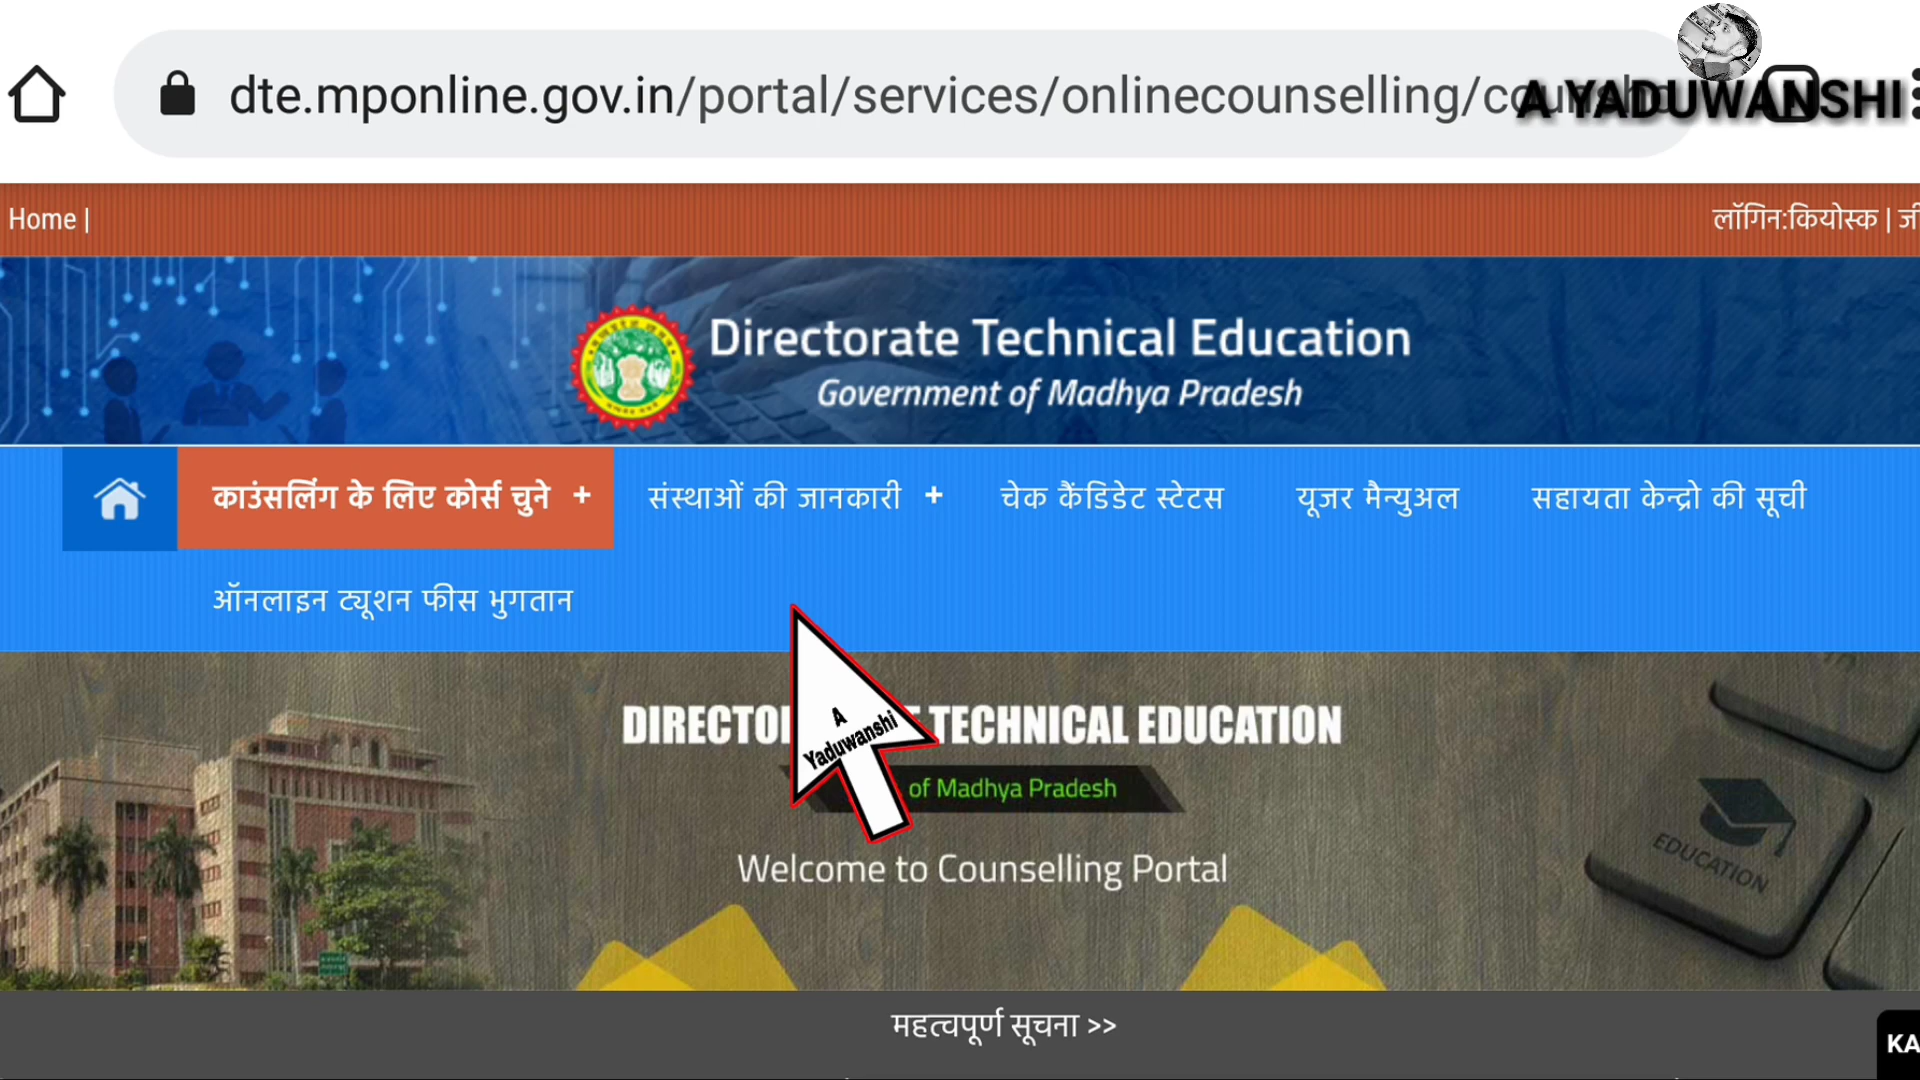 dte.mponline.gov.in/portal/services/onlinecounselling/
A YADUWANSHI
Home |
लॉगिन:कियोस्क |
Directorate Technical Education
Government of Madhya Pradesh
काउंसलिंग के लिए कोर्स चुने +
संस्थाओं की जानकारी +
चेक कैंडिडेट स्टेटस
यूजर मैन्युअल
सहायता केन्द्रो की सूची
ऑनलाइन ट्यूशन फीस भुगतान
TECHNICAL EDUCATION
A
Yaduwanshi
of Madhya Pradesh
Welcome to Counselling Portal
EDUCATION
महत्वपूर्ण सूचना >>
KA